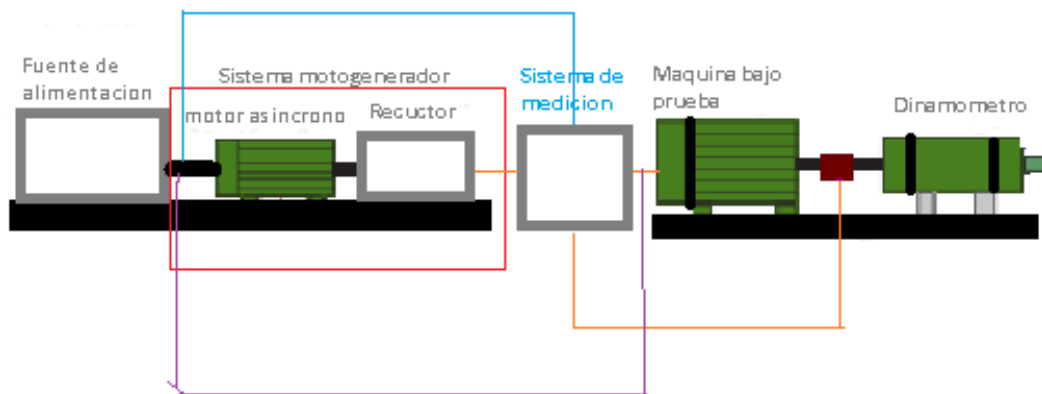 Fuente de
alimentacion
Sistema motogenerador
motor asincrono
Recuctor
Sistema de
medicion
Maquina bajo
prueba
Dinamometro